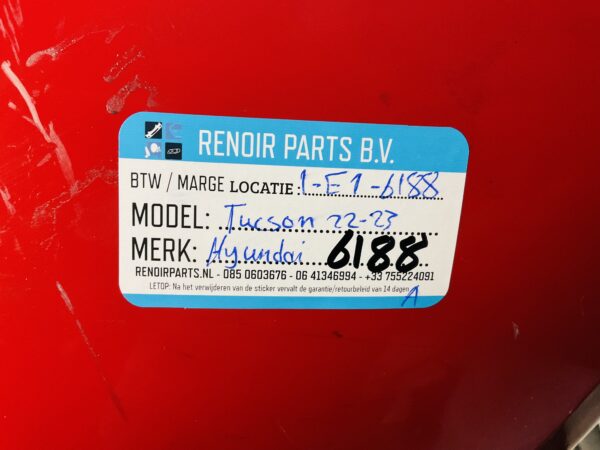 RENOIR PARTS B.V.
BTW / MARGE LOCATIE: 1-E1-6188
MODEL: Tucson 22-23
MERK: Hyundai 6188
RENOIRPARTS.NL - 085 0603676 - 06 41346994 - +33 755224091
LETOP: Na het verwijderen van de sticker vervalt de garantie/retourbeleid van 14 dagen
A